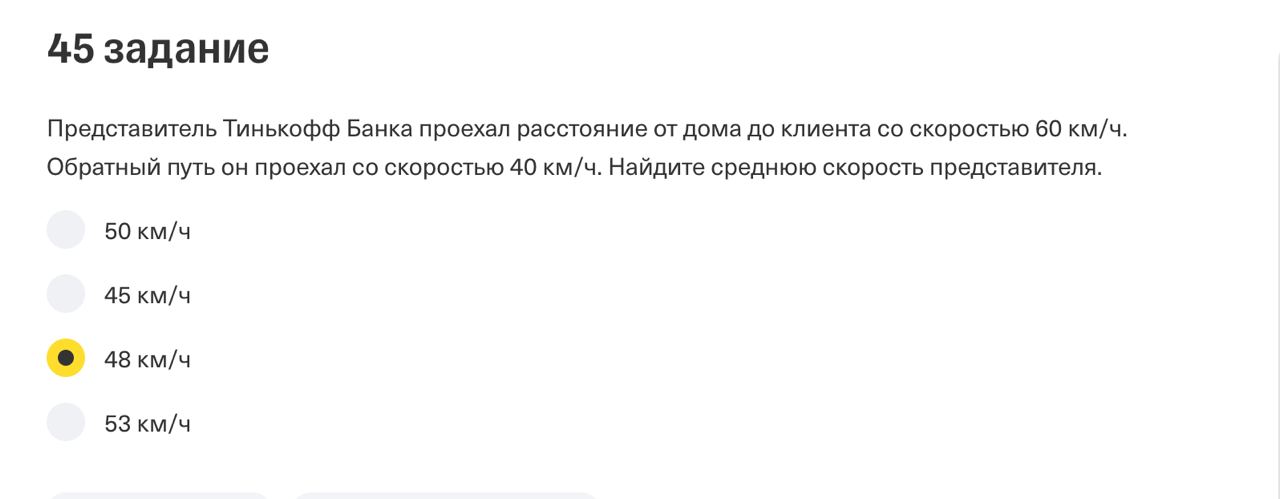 45 задание
Представитель Тинькофф Банка проехал расстояние от дома до клиента со скоростью 60 км/ч.
Обратный путь он проехал со скоростью 40 км/ч. Найдите среднюю скорость представителя.
50 км/ч
45 км/ч
48 км/ч
53 км/ч